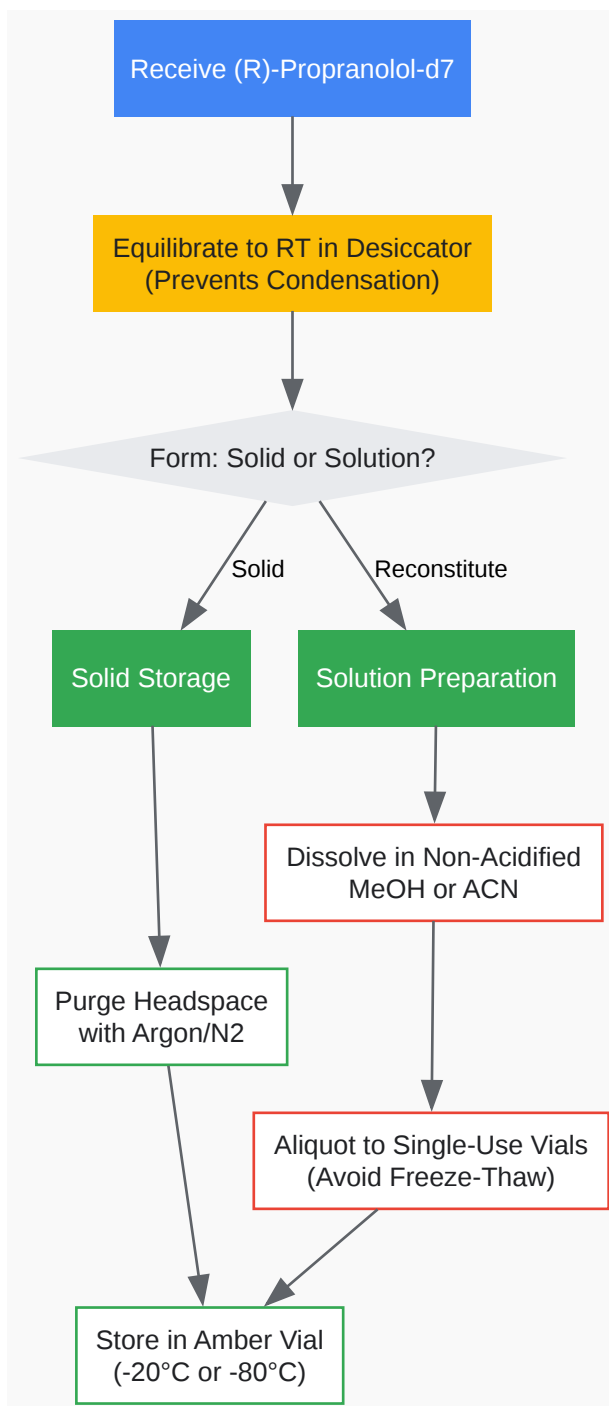 Receive (R)-Propranolol-d7
Equilibrate to RT in Desiccator
(Prevents Condensation)
Form: Solid or Solution?
Solid
Reconstitute
Solid Storage
Solution Preparation
Dissolve in Non-Acidified
MeOH or ACN
Purge Headspace
with Argon/N2
Aliquot to Single-Use Vials
(Avoid Freeze-Thaw)
Store in Amber Vial
(-20°C or -80°C)